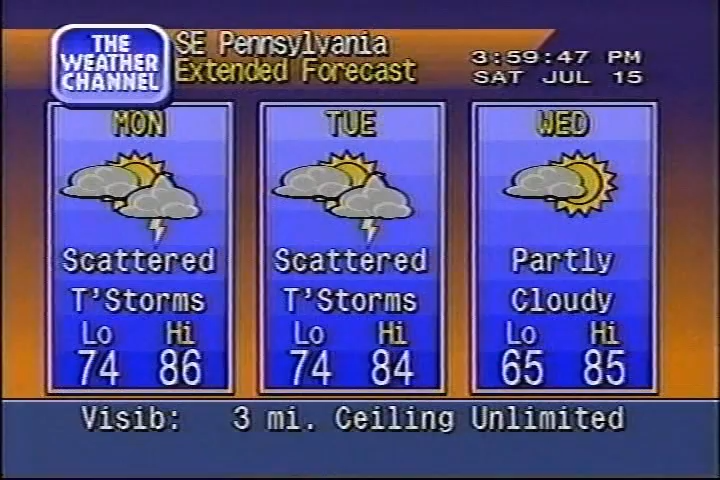 THE
WEATHER
CHANNEL
SE Pennsylvania
Extended Forecast
3:59:47 PM
SAT JUL 15
MON
Scattered
T'Storms
Lo Hi
74 86
TUE
Scattered
T'Storms
Lo Hi
74 84
WED
Partly
Cloudy
Lo Hi
65 85
Visib: 3 mi. Ceiling Unlimited